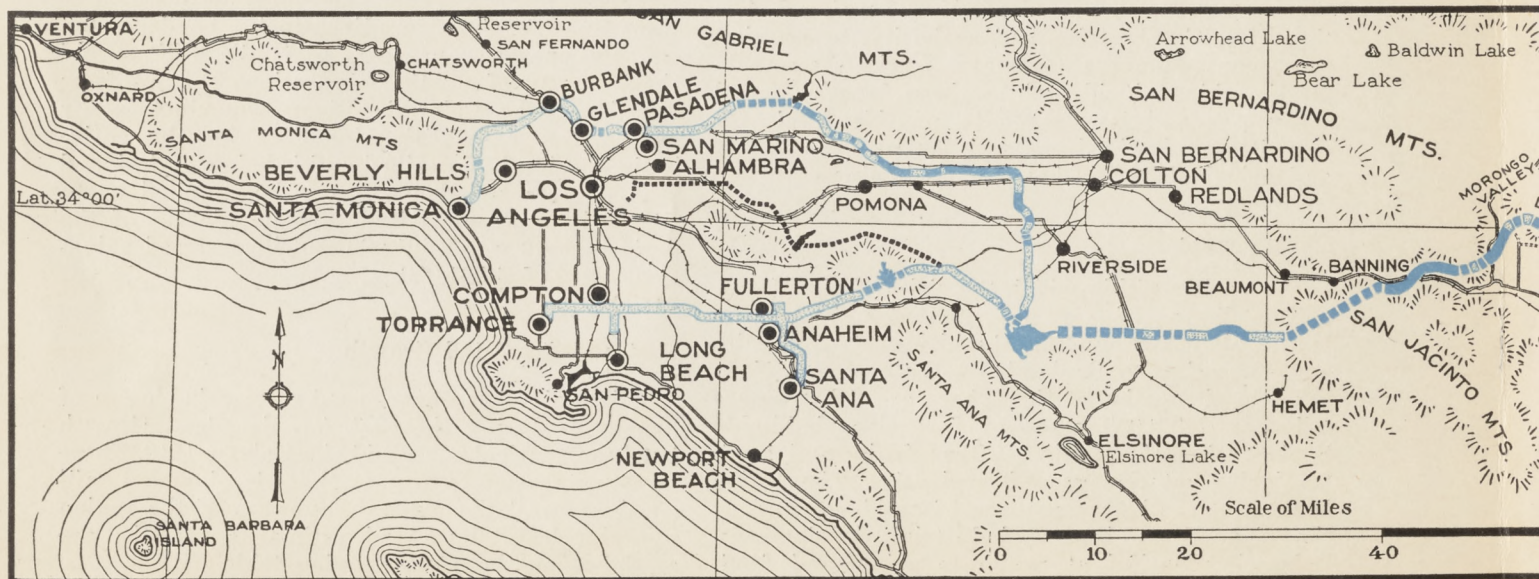 VENTURA
Reservoir
SAN FERNANDO
SAN GABRIEL
MTS.
Arrowhead Lake
Baldwin Lake
Bear Lake
Chatsworth
Reservoir
CHATSWORTH
OXNARD
BURBANK
GLENDALE
PASADENA
SAN BERNARDINO
MTS.
SANTA MONICA MTS
SAN MARINO
ALHAMBRA
SAN BERNARDINO
COLTON
REDLANDS
MORONGO
VALLEY
BEVERLY HILLS
LOS
ANGELES
Lat. 34°00'
SANTA MONICA
POMONA
RIVERSIDE
BANNING
BEAUMONT
COMPTON
FULLERTON
TORRANCE
ANAHEIM
SAN JACINTO MTS.
LONG
BEACH
SANTA
ANA
SANTA ANA MTS.
N
SAN PEDRO
HEMET
ELSINORE
Elsinore Lake
NEWPORT
BEACH
SANTA BARBARA
ISLAND
Scale of Miles
0 10 20 40